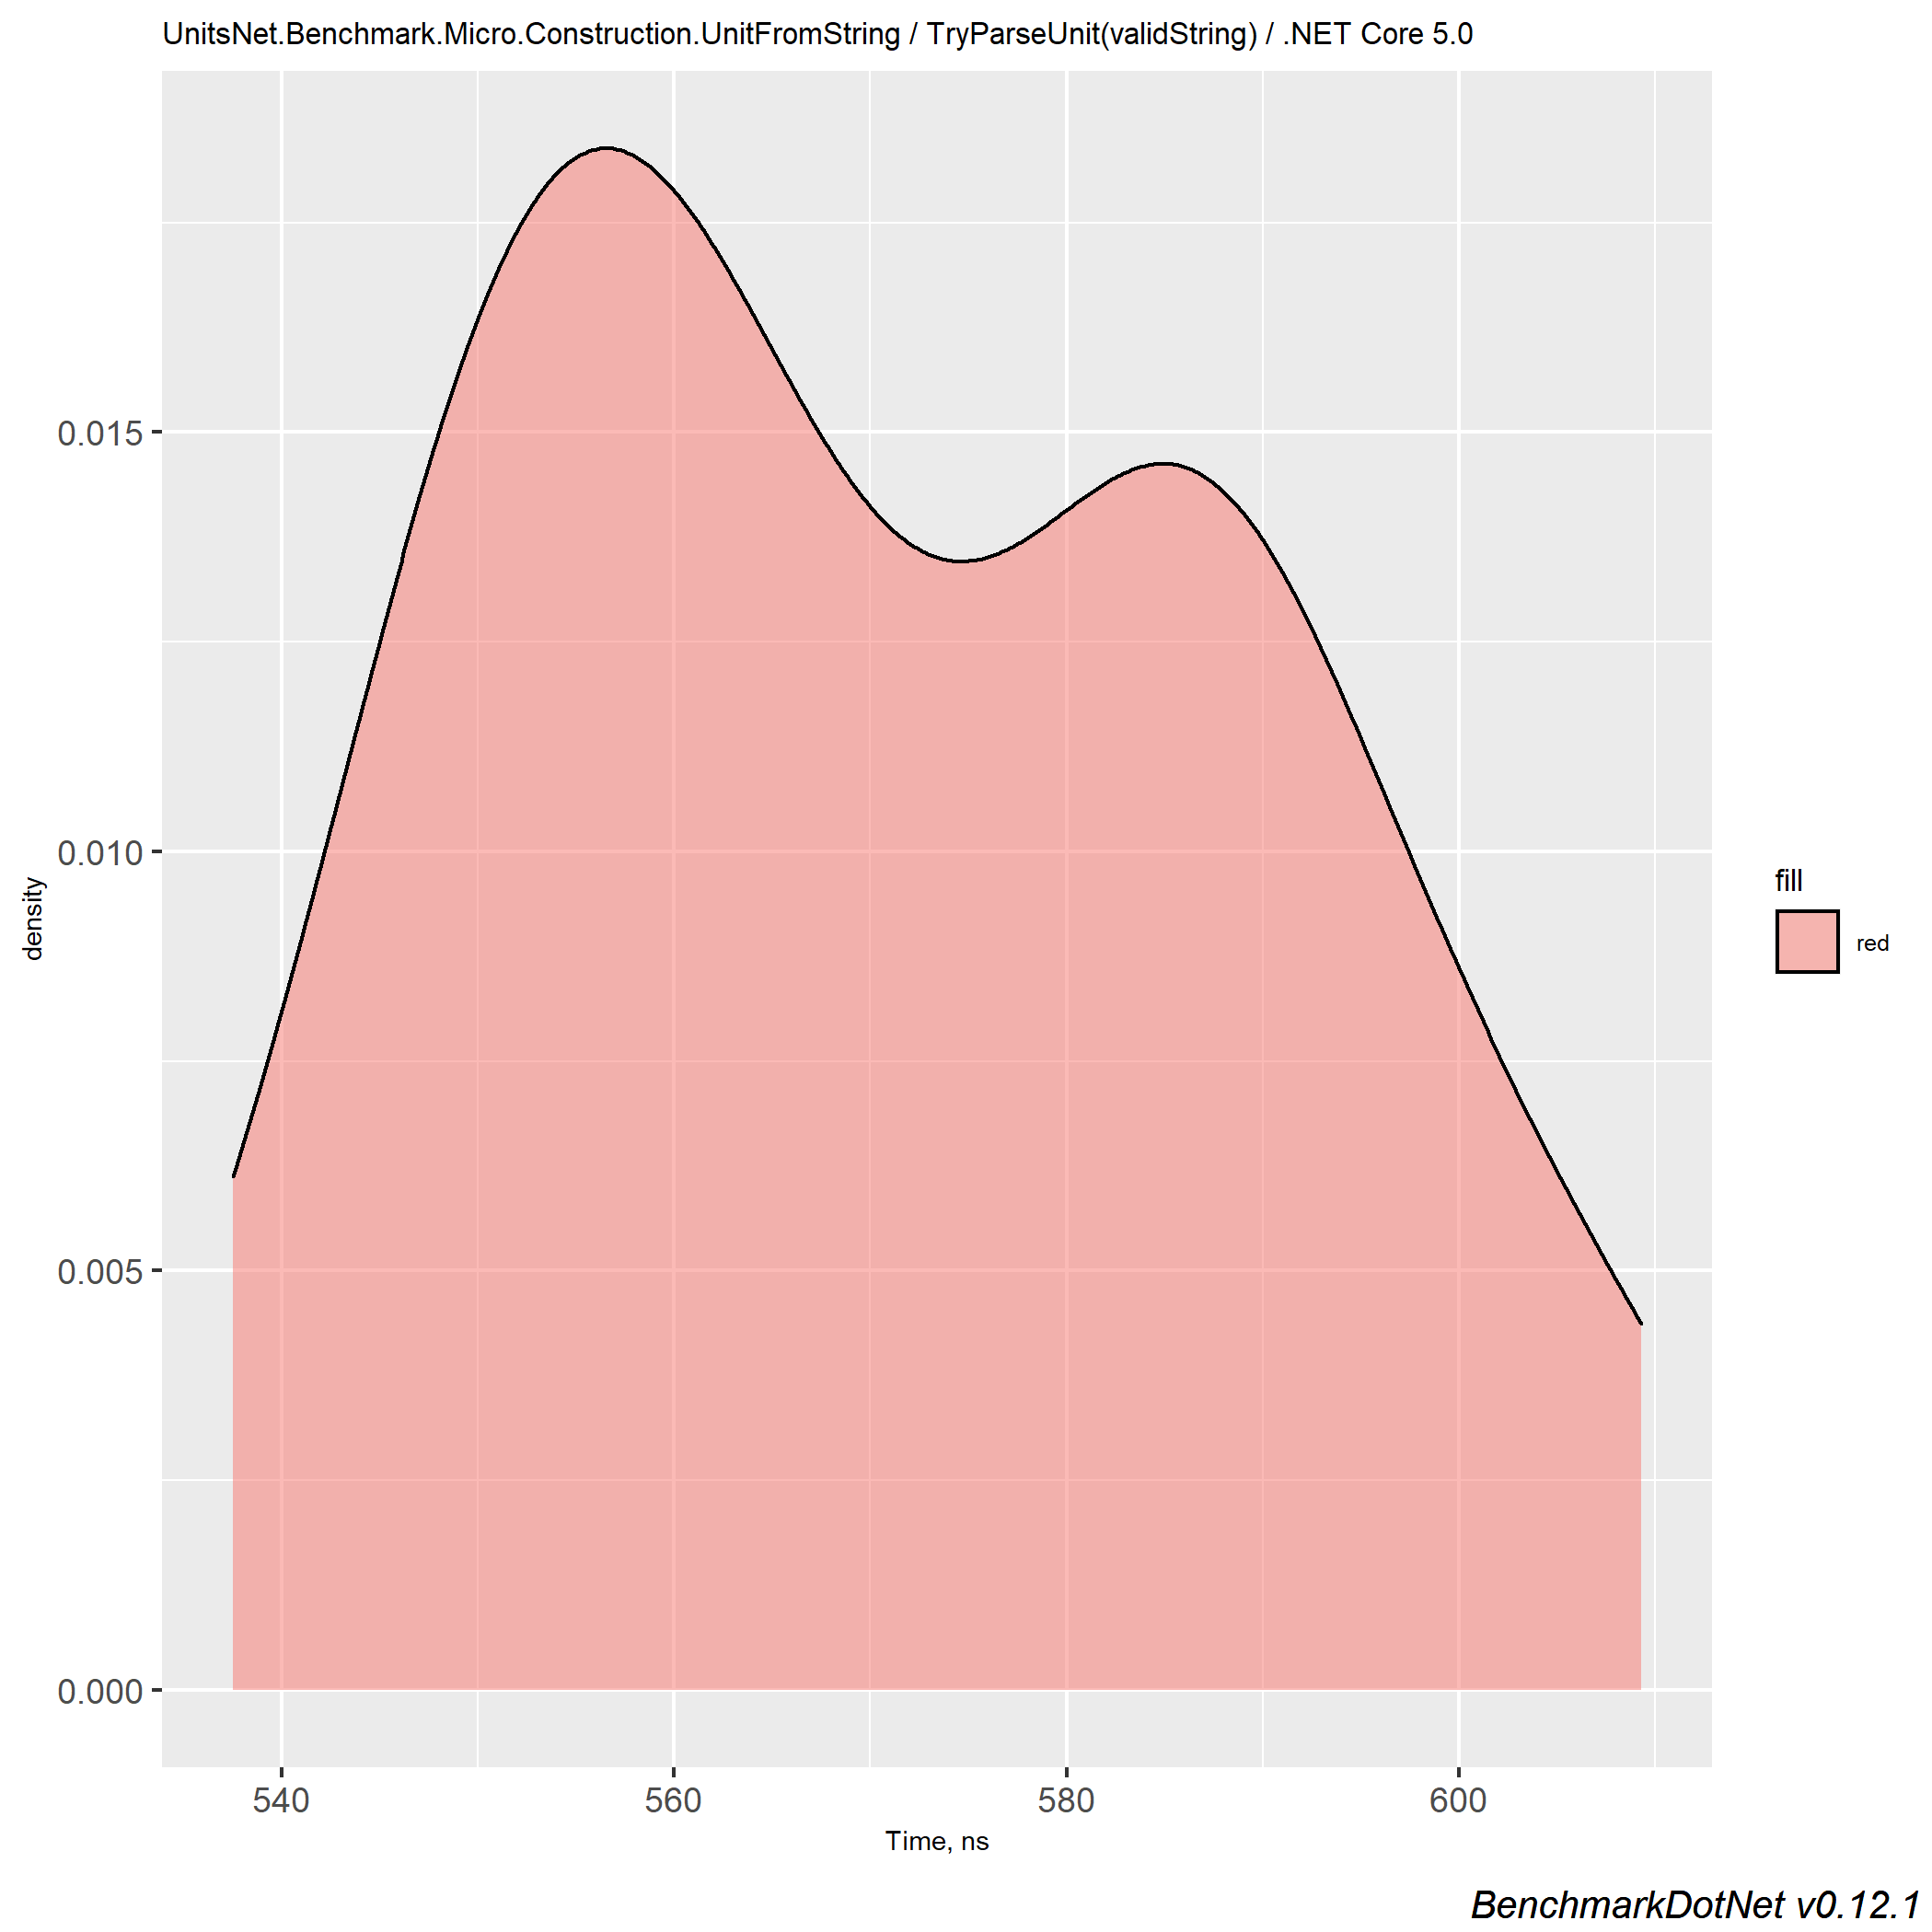 UnitsNet.Benchmark.Micro.Construction.UnitFromString / TryParseUnit(validString) / .NET Core 5.0
0.015
0.010
0.005
0.000
density
540 560 580 600
Time, ns
fill
red
BenchmarkDotNet v0.12.1